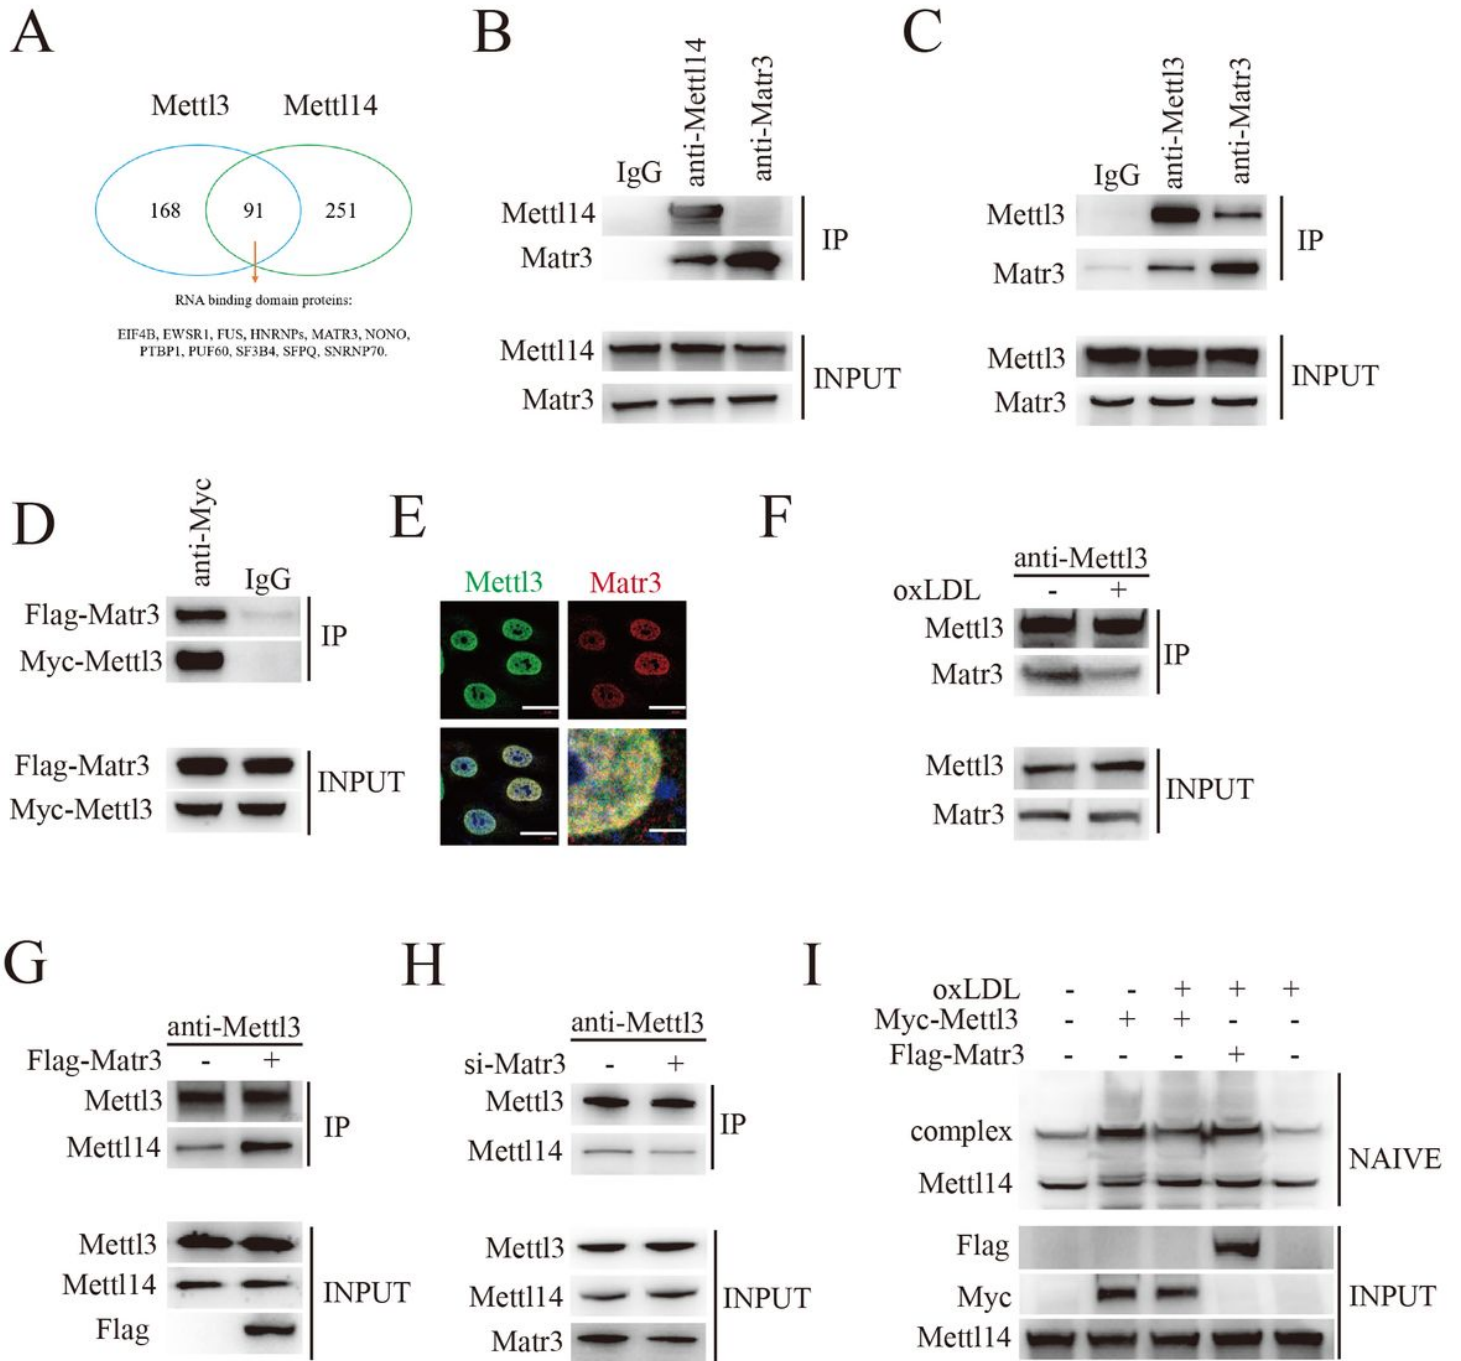 A
Mettl3 Mettl14
168 91 251
RNA binding domain proteins:
EIF4B, EWSR1, FUS, HNRNPs, MATR3, NONO,
PTBP1, PUF60, SF3B4, SFPQ, SNRNP70.
B
IgG anti-Mettl14 anti-Matr3
Mettl14
Matr3
IP
Mettl14
Matr3
INPUT
C
IgG anti-Mettl3 anti-Matr3
Mettl3
Matr3
IP
Mettl3
Matr3
INPUT
D
anti-Myc IgG
Flag-Matr3
Myc-Mettl3
IP
Flag-Matr3
Myc-Mettl3
INPUT
E
Mettl3 Matr3
F
anti-Mettl3
oxLDL - +
Mettl3
Matr3
IP
Mettl3
Matr3
INPUT
G
anti-Mettl3
Flag-Matr3 - +
Mettl3
Mettl14
IP
Mettl3
Mettl14
Flag
INPUT
H
anti-Mettl3
si-Matr3 - +
Mettl3
Mettl14
IP
Mettl3
Mettl14
Matr3
INPUT
I
oxLDL - - + + +
Myc-Mettl3 - + + - -
Flag-Matr3 - - - + -
complex
Mettl14
NAIVE
Flag
Myc
Mettl14
INPUT